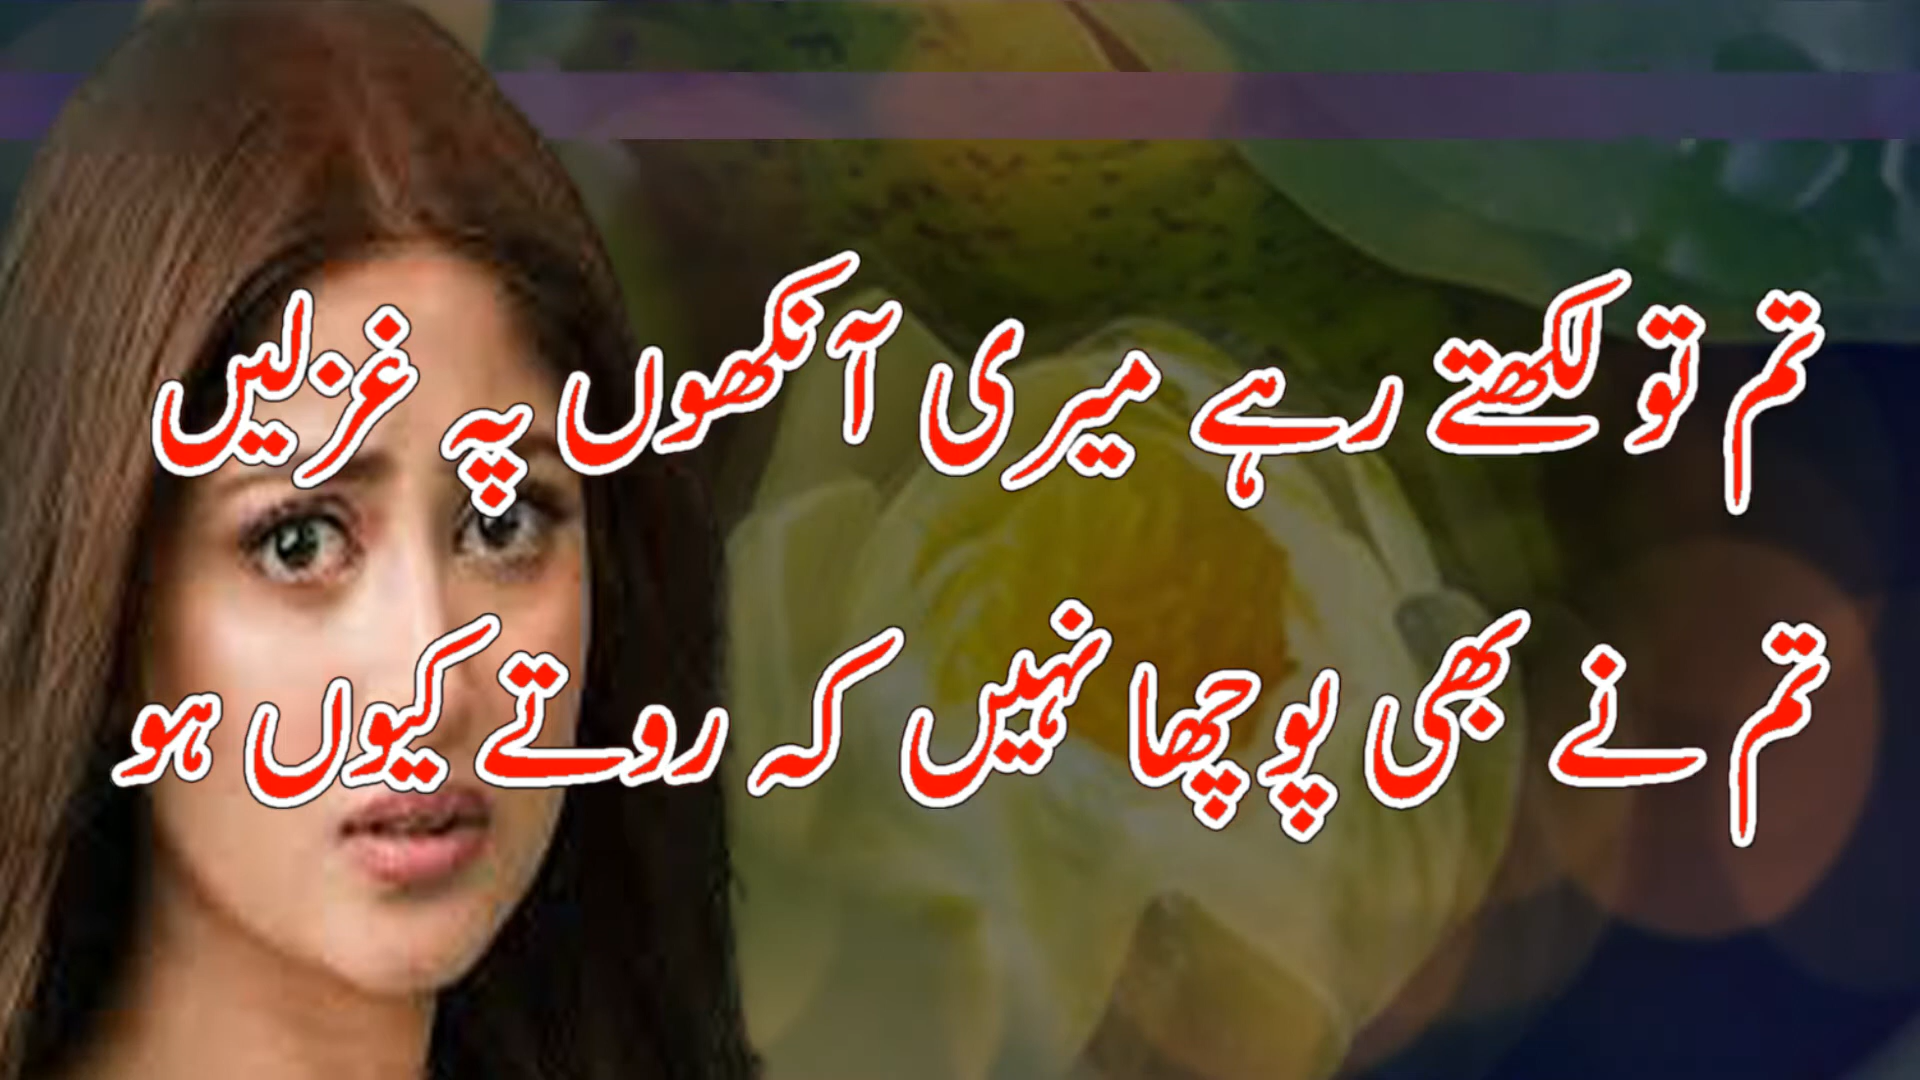 تم تو لکھتے رہے میری آنکھوں پہ غزلیں
تم نے بھی پوچھا نہیں کہ روتے کیوں ہو